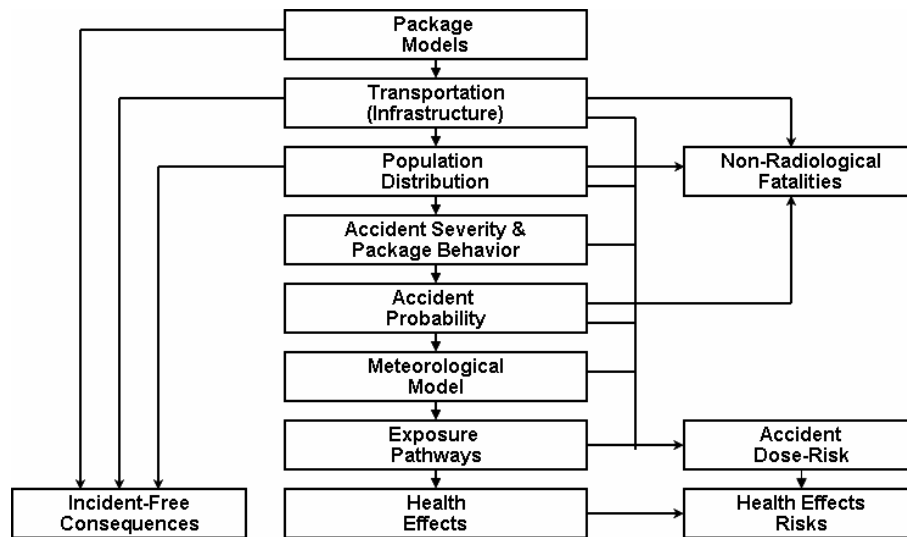 Package
Models
Transportation
(Infrastructure)
Population
Distribution
Non-Radiological
Fatalities
Accident Severity &
Package Behavior
Accident
Probability
Meteorological
Model
Exposure
Pathways
Accident
Dose-Risk
Incident-Free
Consequences
Health
Effects
Health Effects
Risks